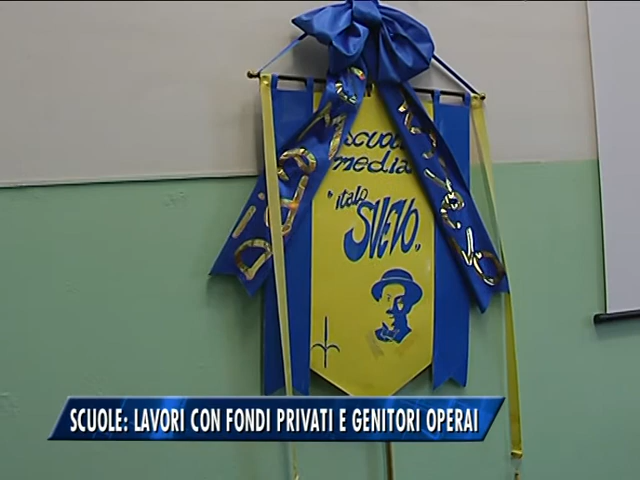 scuola
media
"italo
SVEVO"
SCUOLE: LAVORI CON FONDI PRIVATI E GENITORI OPERAI